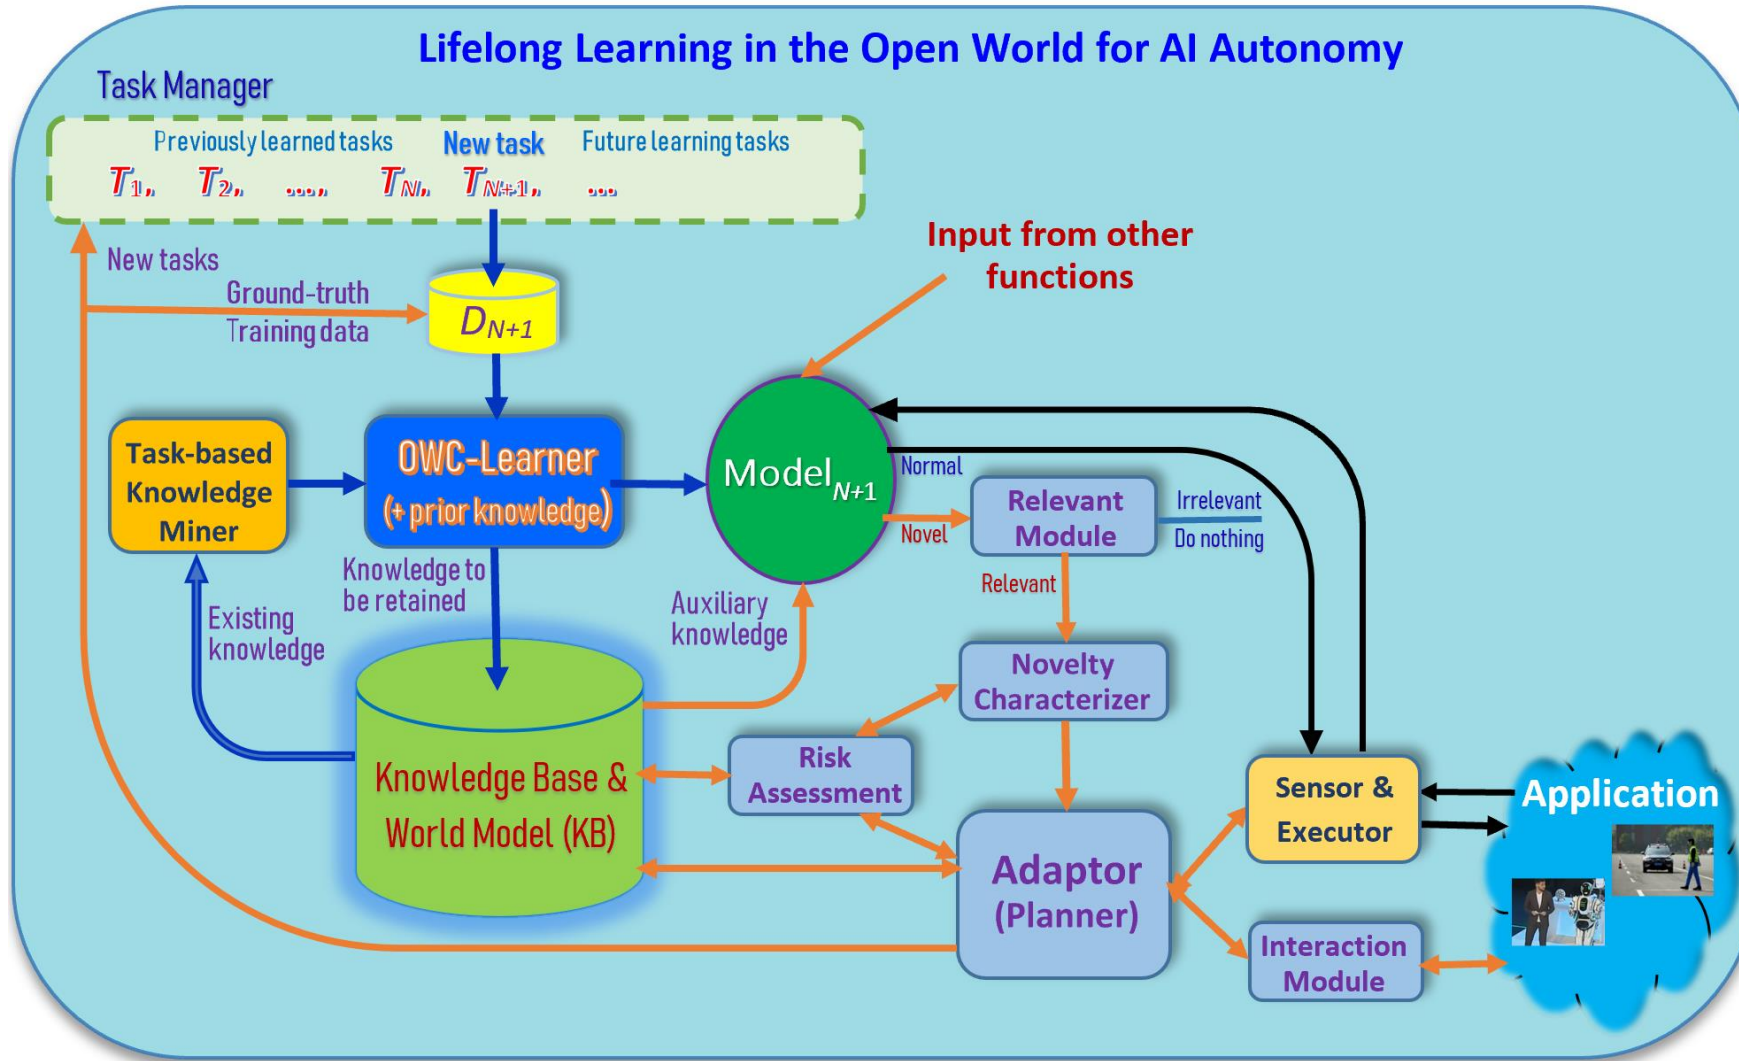 Lifelong Learning in the Open World for AI Autonomy
Task Manager
Previously learned tasks
New task
Future learning tasks
T1, T2, ..., TN, TN+1, ...
New tasks
Ground-truth
Training data
DN+1
Input from other
functions
Task-based
Knowledge
Miner
OWC-Learner
(+ prior knowledge)
ModelN+1
Normal
Novel
Relevant
Module
Irrelevant
Do nothing
Relevant
Knowledge to
be retained
Existing
knowledge
Auxiliary
knowledge
Novelty
Characterizer
Risk
Assessment
Knowledge Base &
World Model (KB)
Sensor &
Executor
Application
Adaptor
(Planner)
Interaction
Module